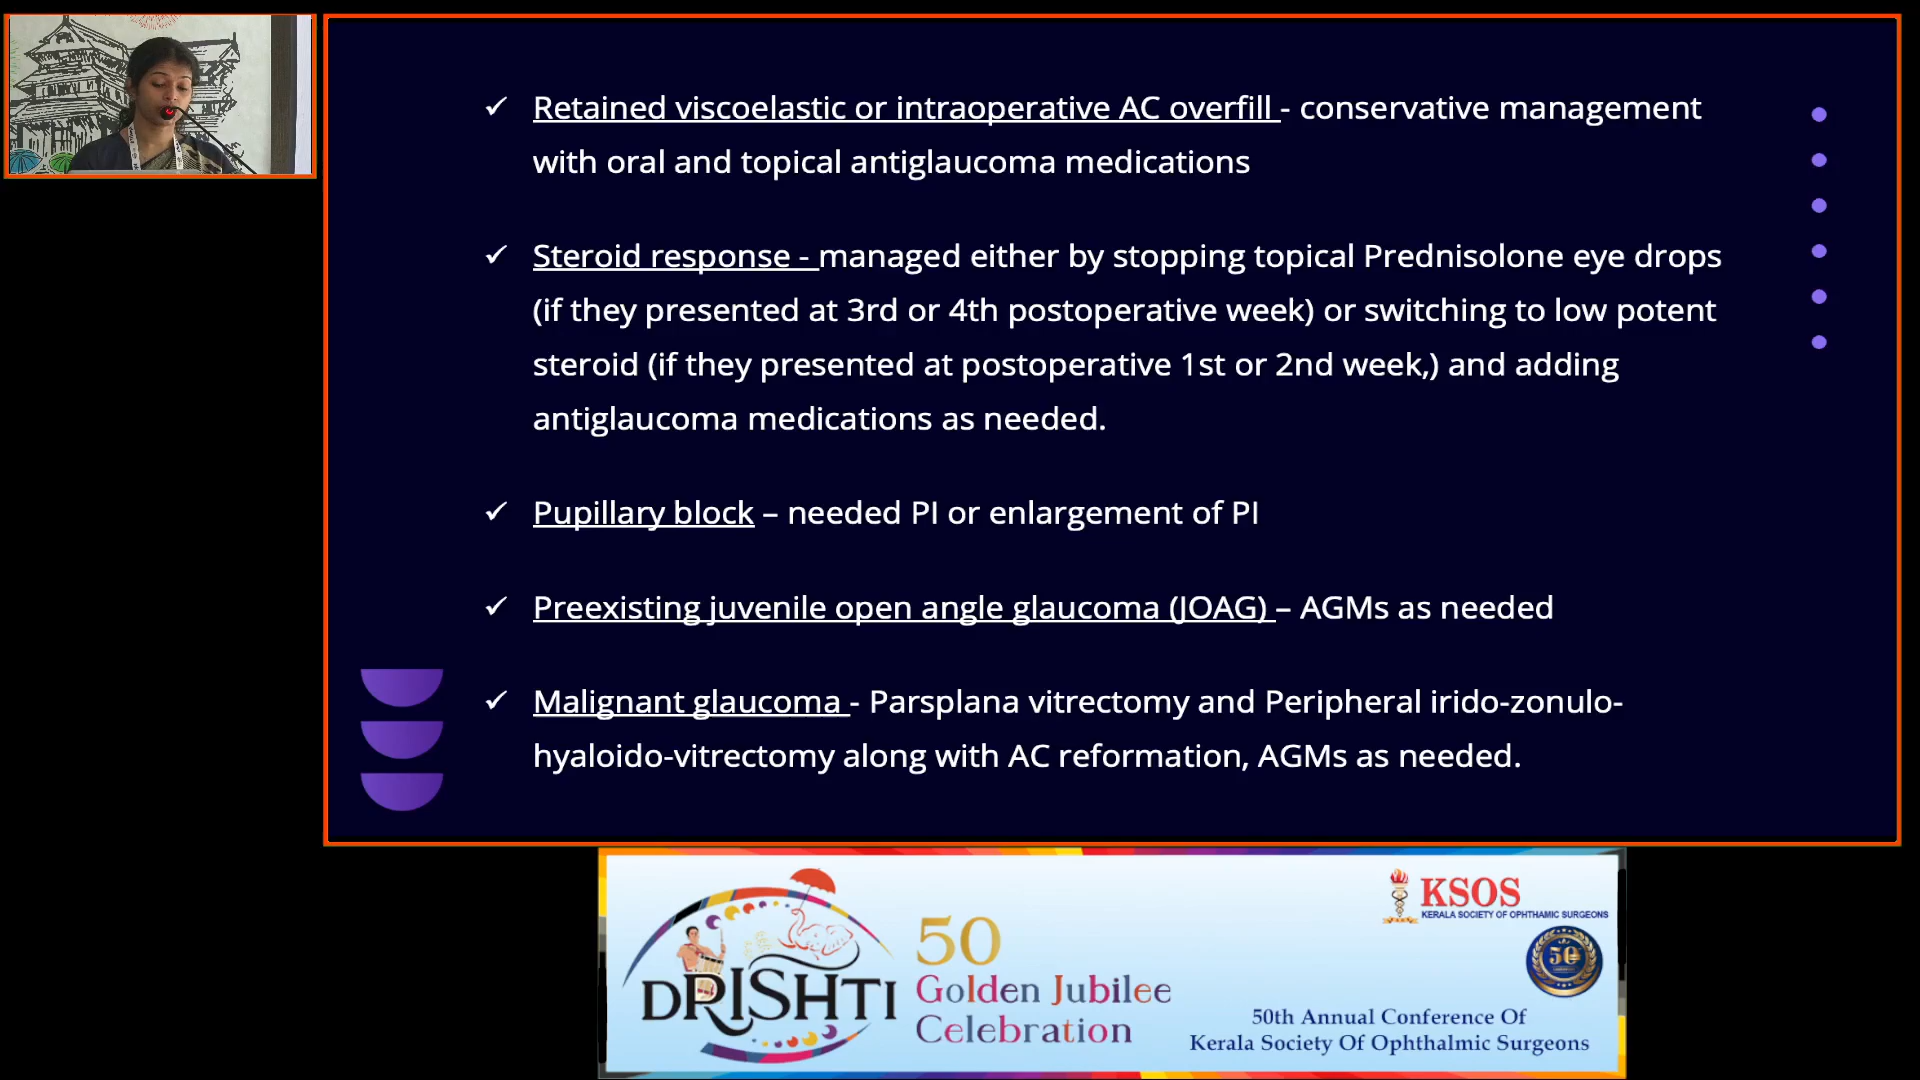 Retained viscoelastic or intraoperative AC overfill - conservative management
with oral and topical antiglaucoma medications
Steroid response - managed either by stopping topical Prednisolone eye drops
(if they presented at 3rd or 4th postoperative week) or switching to low potent
steroid (if they presented at postoperative 1st or 2nd week,) and adding
antiglaucoma medications as needed.
Pupillary block – needed PI or enlargement of PI
Preexisting juvenile open angle glaucoma (JOAG) – AGMs as needed
Malignant glaucoma - Parsplana vitrectomy and Peripheral irido-zonulo-
hyaloido-vitrectomy along with AC reformation, AGMs as needed.
DRISHTI
50
Golden Jubilee
Celebration
KSOS
KERALA SOCIETY OF OPHTHAMIC SURGEONS
50
50th Annual Conference Of
Kerala Society Of Ophthalmic Surgeons